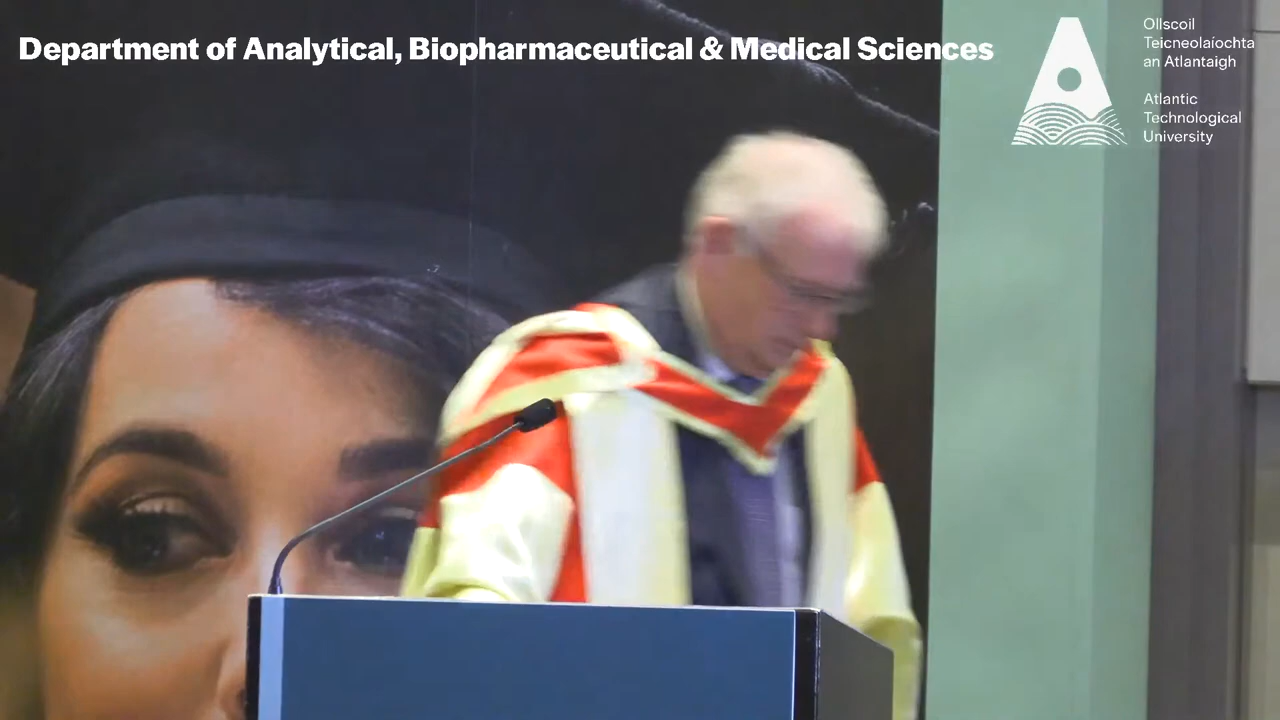 Department of Analytical, Biopharmaceutical & Medical Sciences
Ollscoil
Teicneolaíochta
an Atlantaigh
Atlantic
Technological
University